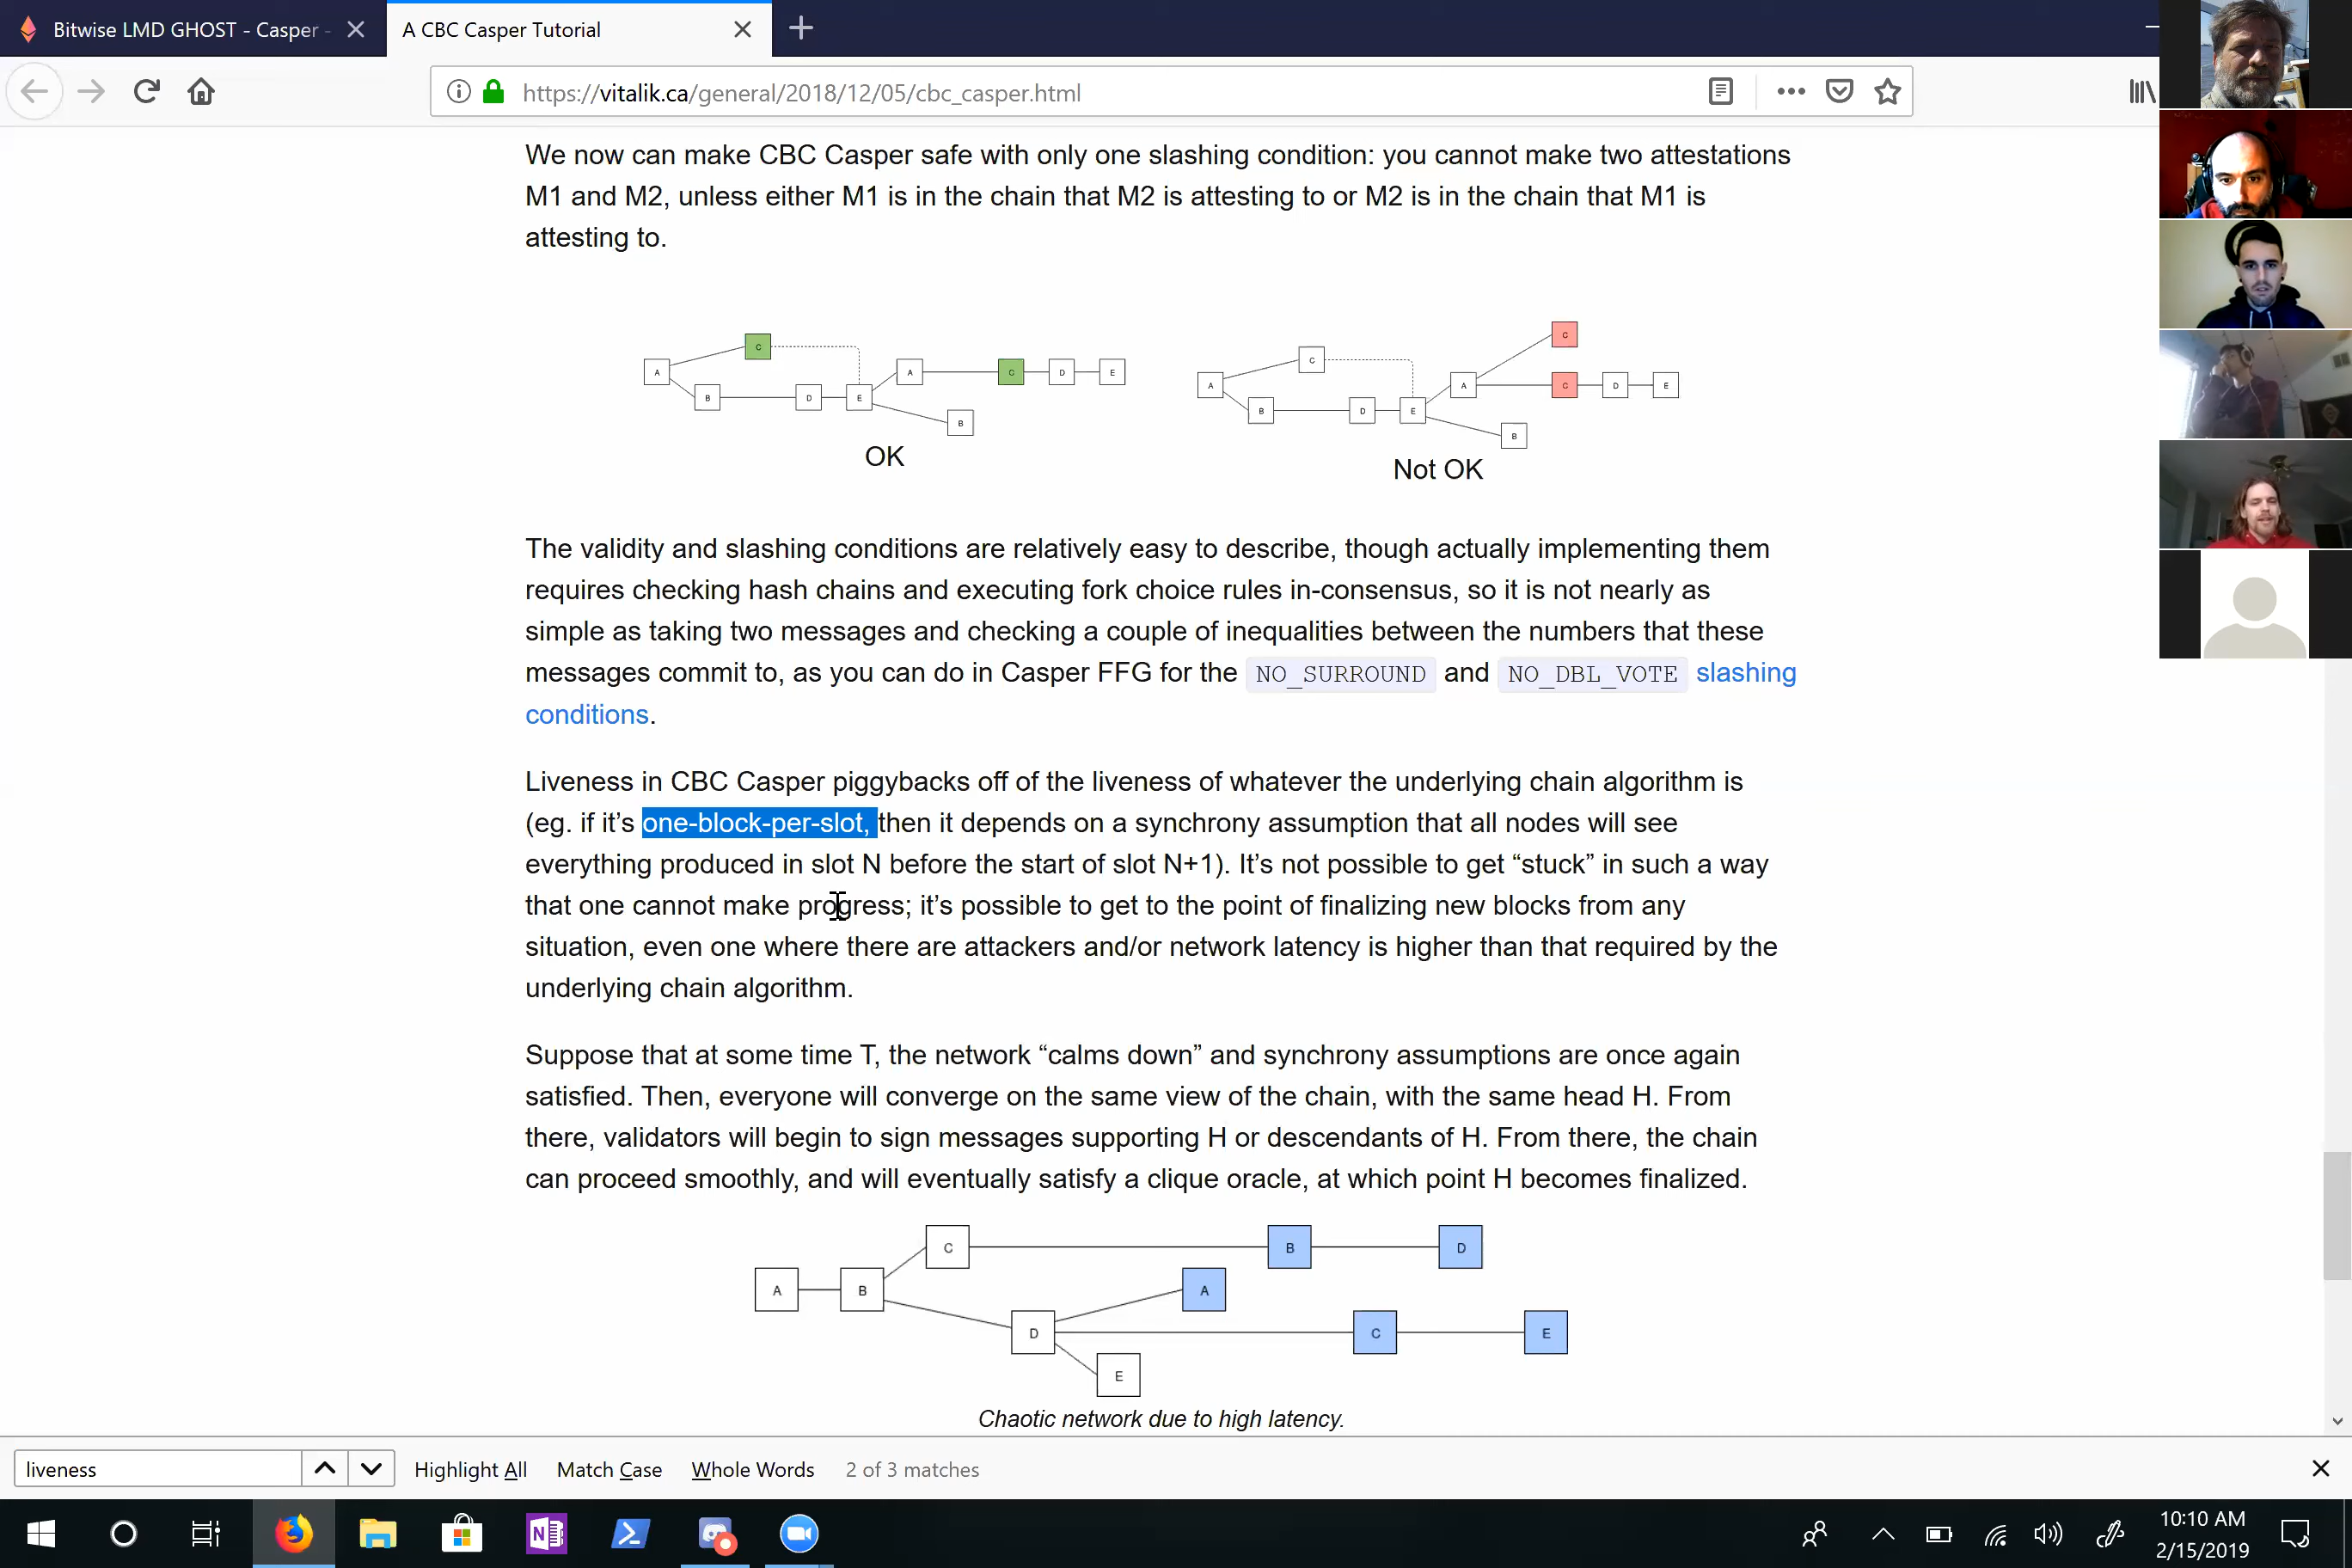 Bitwise LMD GHOST - Casper -
A CBC Casper Tutorial
https://vitalik.ca/general/2018/12/05/cbc_casper.html
We now can make CBC Casper safe with only one slashing condition: you cannot make two attestations
M1 and M2, unless either M1 is in the chain that M2 is attesting to or M2 is in the chain that M1 is
attesting to.
C
A
B
D
E
A
C
D
E
B
OK
C
A
B
D
E
A
C
C
D
E
B
Not OK
The validity and slashing conditions are relatively easy to describe, though actually implementing them
requires checking hash chains and executing fork choice rules in-consensus, so it is not nearly as
simple as taking two messages and checking a couple of inequalities between the numbers that these
messages commit to, as you can do in Casper FFG for the NO_SURROUND and NO_DBL_VOTE slashing
conditions.
Liveness in CBC Casper piggybacks off of the liveness of whatever the underlying chain algorithm is
(eg. if it’s one-block-per-slot, then it depends on a synchrony assumption that all nodes will see
everything produced in slot N before the start of slot N+1). It’s not possible to get “stuck” in such a way
that one cannot make progress; it’s possible to get to the point of finalizing new blocks from any
situation, even one where there are attackers and/or network latency is higher than that required by the
underlying chain algorithm.
Suppose that at some time T, the network “calms down” and synchrony assumptions are once again
satisfied. Then, everyone will converge on the same view of the chain, with the same head H. From
there, validators will begin to sign messages supporting H or descendants of H. From there, the chain
can proceed smoothly, and will eventually satisfy a clique oracle, at which point H becomes finalized.
C
B
D
A
B
A
D
C
E
E
Chaotic network due to high latency.
liveness
Highlight All
Match Case
Whole Words
2 of 3 matches
N
10:10 AM
2/15/2019